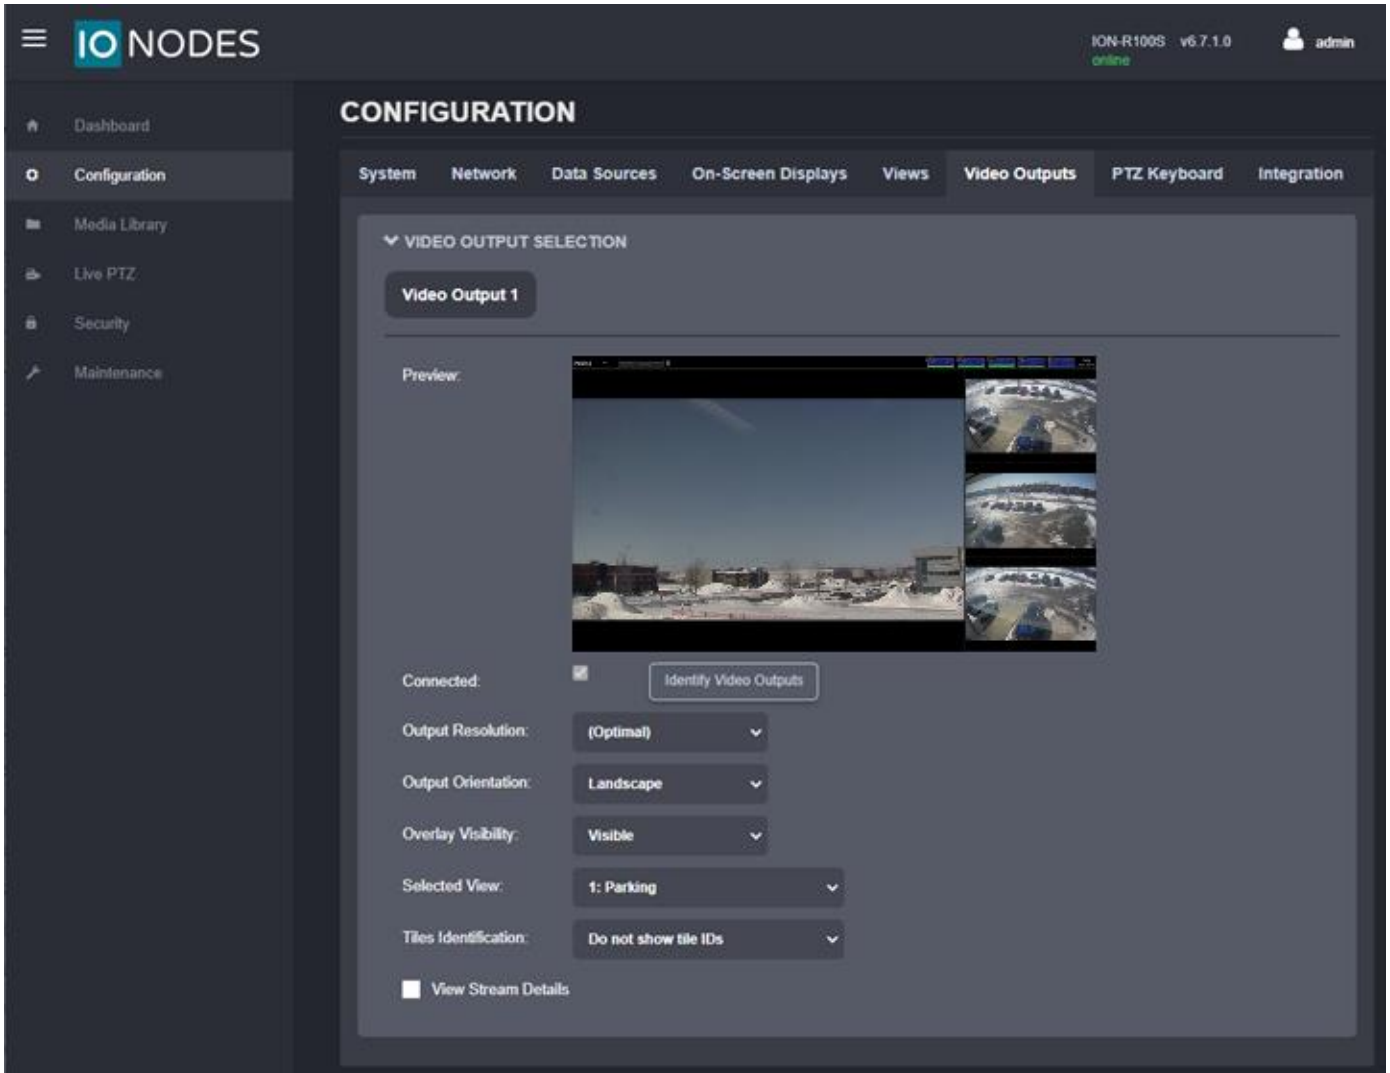 IO NODES
ION-R100S v6.7.1.0
online
admin
Dashboard
Configuration
Media Library
Live PTZ
Security
Maintenance
CONFIGURATION
System Network Data Sources On-Screen Displays Views Video Outputs PTZ Keyboard Integration
VIDEO OUTPUT SELECTION
Video Output 1
Preview:
Connected: Identify Video Outputs
Output Resolution: (Optimal)
Output Orientation: Landscape
Overlay Visibility: Visible
Selected View: 1: Parking
Tiles Identification: Do not show tile IDs
View Stream Details